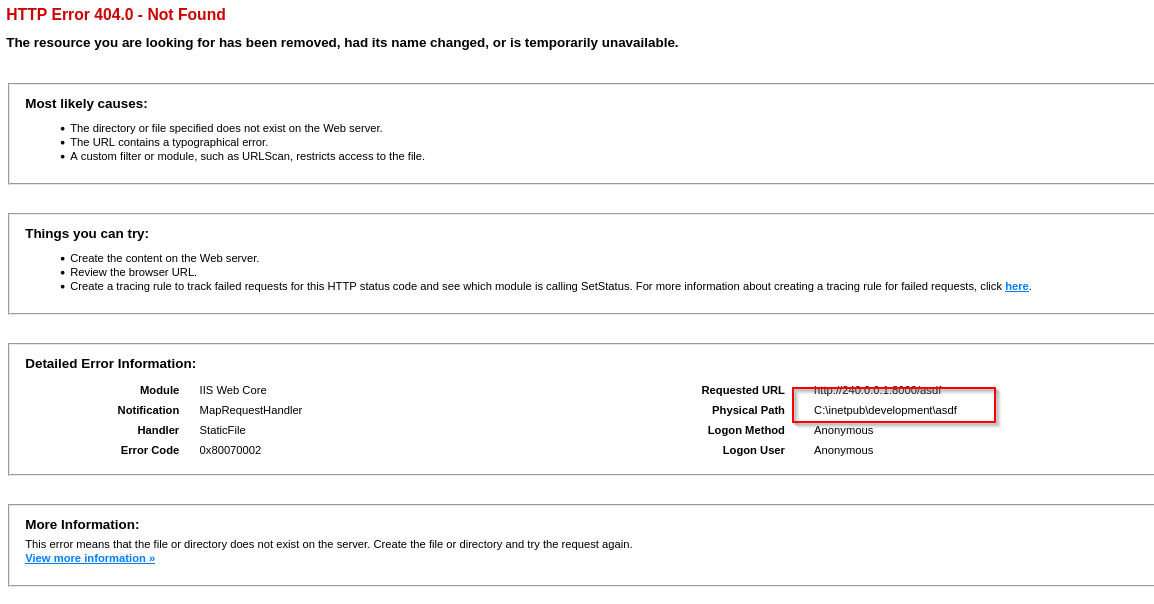 HTTP Error 404.0 - Not Found
The resource you are looking for has been removed, had its name changed, or is temporarily unavailable.
Most likely causes:
• The directory or file specified does not exist on the Web server.
• The URL contains a typographical error.
• A custom filter or module, such as URLScan, restricts access to the file.
Things you can try:
• Create the content on the Web server.
• Review the browser URL.
• Create a tracing rule to track failed requests for this HTTP status code and see which module is calling SetStatus. For more information about creating a tracing rule for failed requests, click here.
Detailed Error Information:
Module IIS Web Core
Notification MapRequestHandler
Handler StaticFile
Error Code 0x80070002
Requested URL http://240.0.0.1:8000/asdf
Physical Path C:\inetpub\development\asdf
Logon Method Anonymous
Logon User Anonymous
More Information:
This error means that the file or directory does not exist on the server. Create the file or directory and try the request again.
View more information »